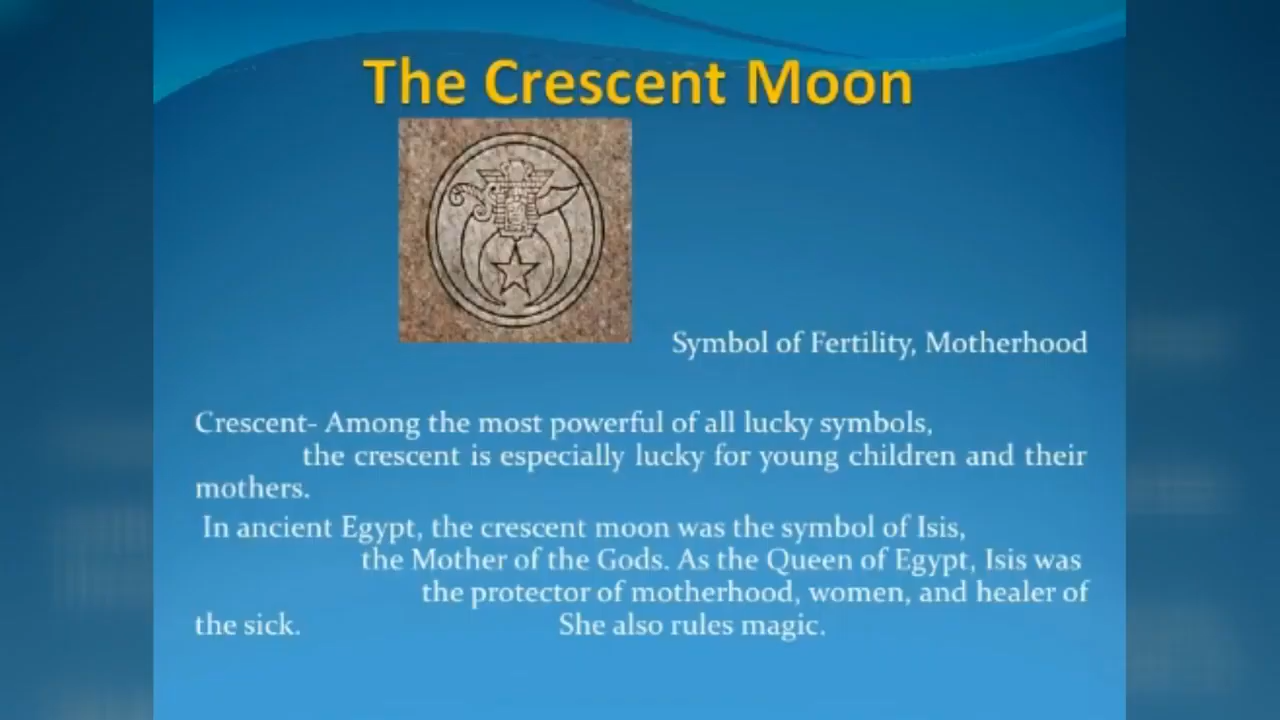 The Crescent Moon
Symbol of Fertility, Motherhood
Crescent- Among the most powerful of all lucky symbols,
the crescent is especially lucky for young children and their
mothers.
In ancient Egypt, the crescent moon was the symbol of Isis,
the Mother of the Gods. As the Queen of Egypt, Isis was
the protector of motherhood, women, and healer of
the sick. She also rules magic.